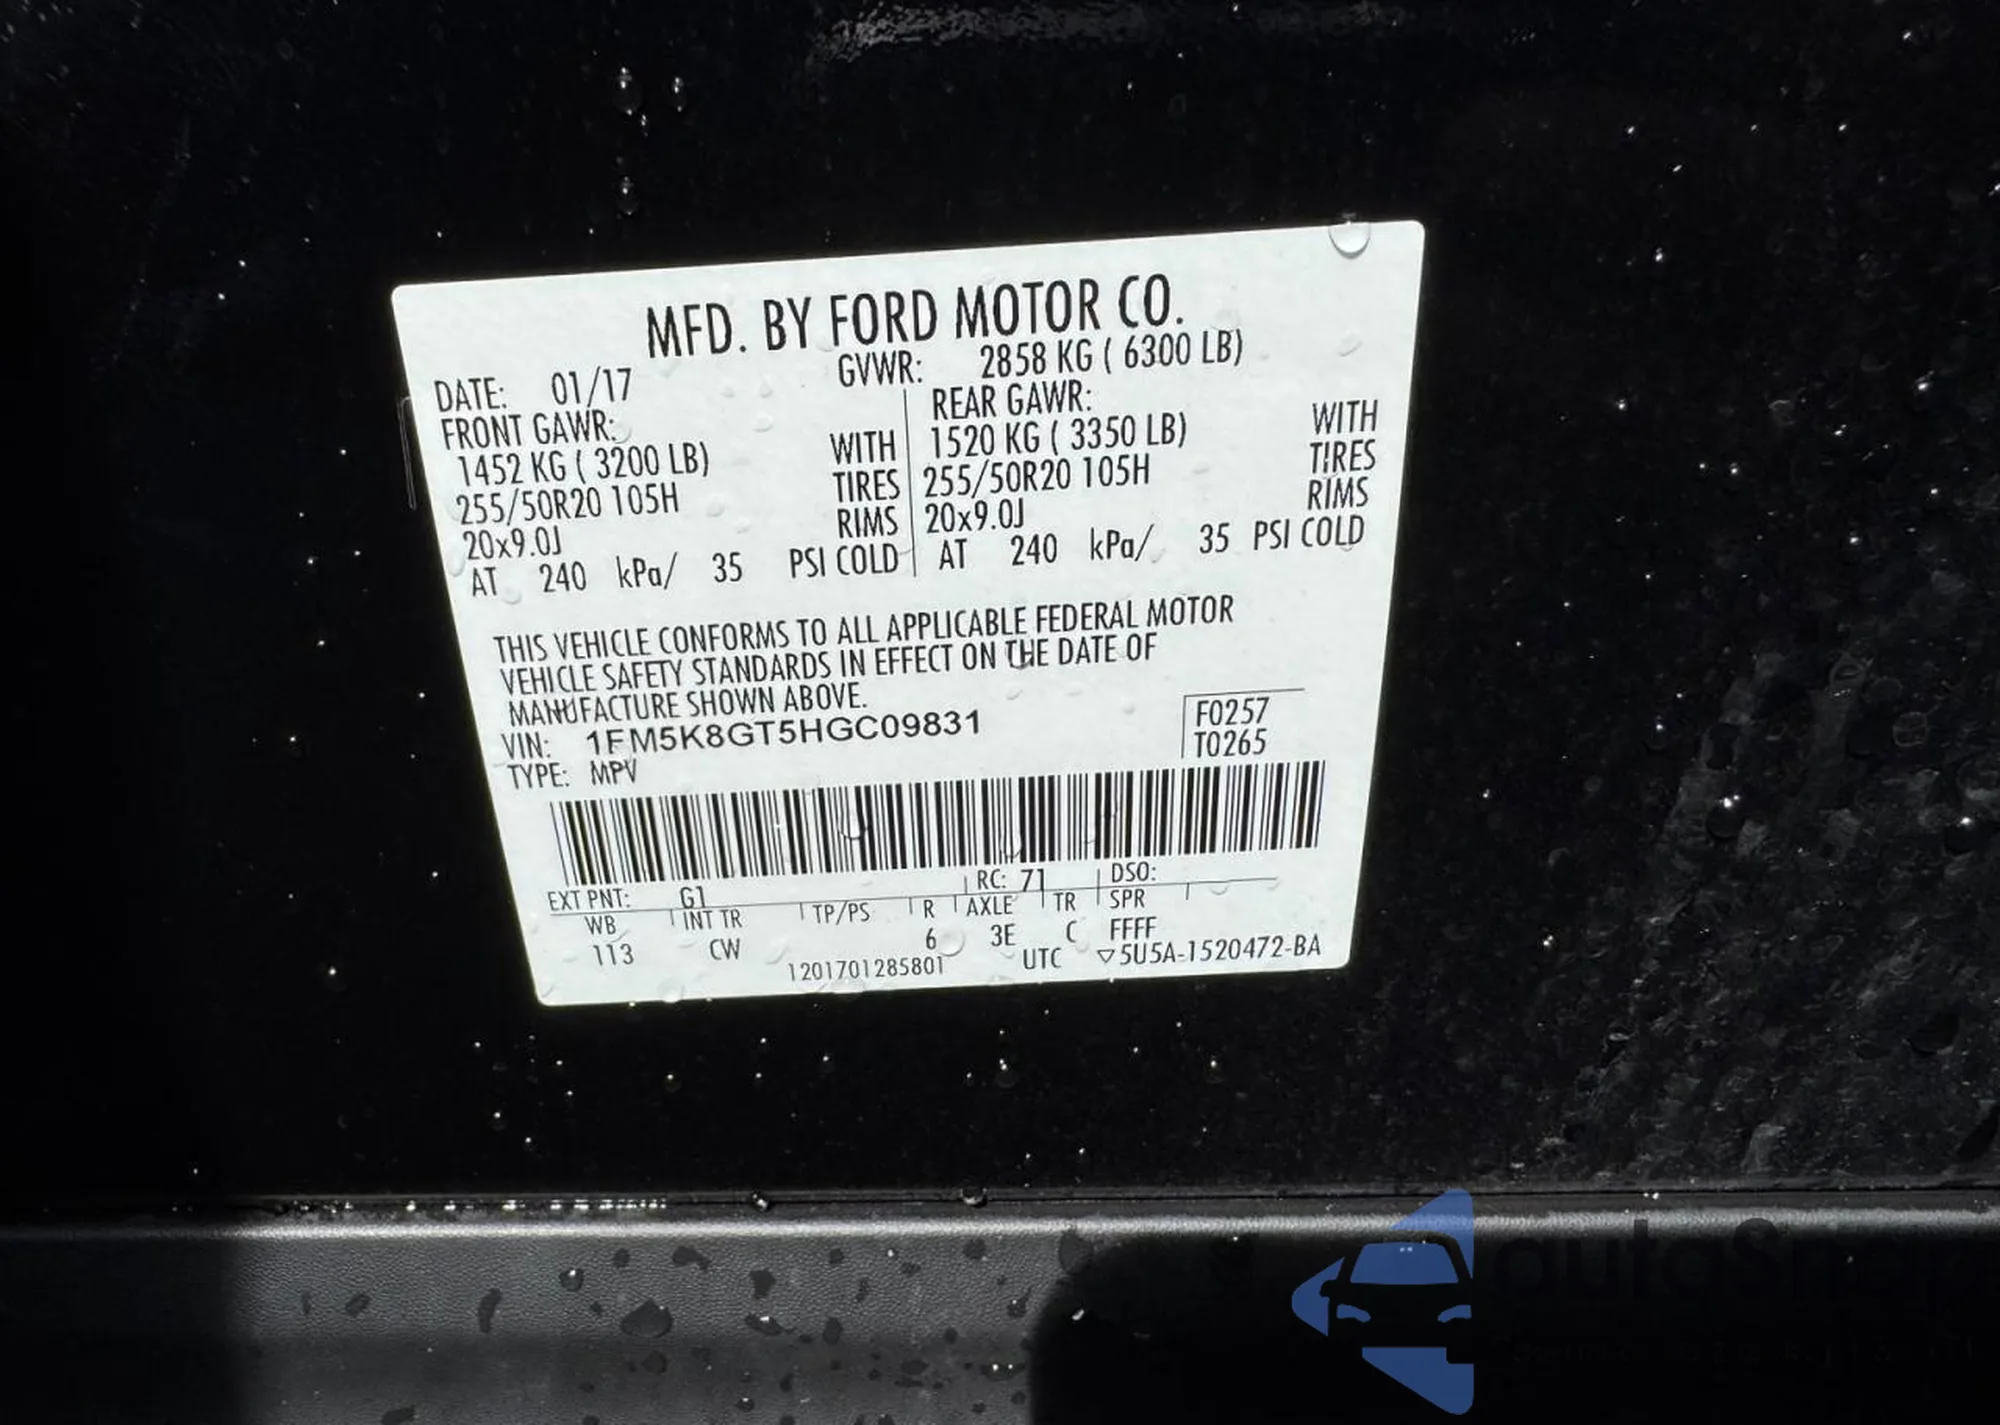 MFD. BY FORD MOTOR CO.
DATE: 01/17 GVWR: 2858 KG ( 6300 LB)
FRONT GAWR: REAR GAWR:
1452 KG ( 3200 LB) WITH 1520 KG ( 3350 LB) WITH
255/50R20 105H TIRES 255/50R20 105H TIRES
20x9.0J RIMS 20x9.0J RIMS
AT 240 kPa/ 35 PSI COLD AT 240 kPa/ 35 PSI COLD
THIS VEHICLE CONFORMS TO ALL APPLICABLE FEDERAL MOTOR
VEHICLE SAFETY STANDARDS IN EFFECT ON THE DATE OF
MANUFACTURE SHOWN ABOVE.
VIN: 1FM5K8GT5HGC09831 F0257
TYPE: MPV T0265
EXT PNT: G1 RC: 71 DSO:
WB INT TR TP/PS R AXLE TR SPR
113 CW 6 3E C FFFF
1201701285801 UTC ▽5U5A-1520472-BA